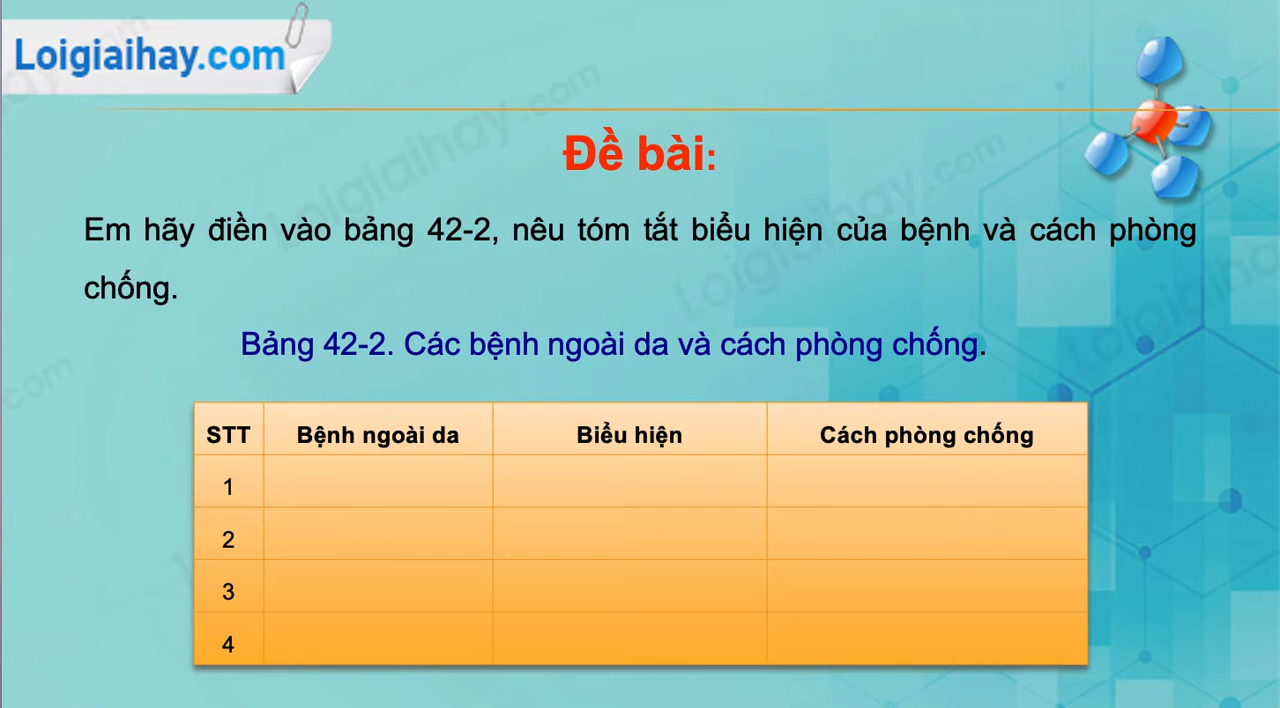 Loigiaihay.com
Đề bài:
Em hãy điền vào bảng 42-2, nêu tóm tắt biểu hiện của bệnh và cách phòng
chống.
Bảng 42-2. Các bệnh ngoài da và cách phòng chống.
STT Bệnh ngoài da Biểu hiện Cách phòng chống
1
2
3
4